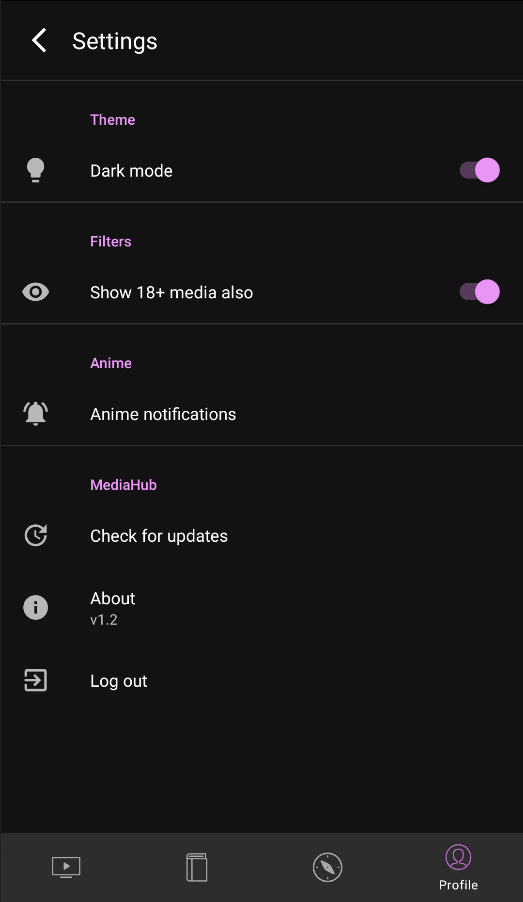 Settings
Theme
Dark mode
Filters
Show 18+ media also
Anime
Anime notifications
MediaHub
Check for updates
About
v1.2
Log out
Profile